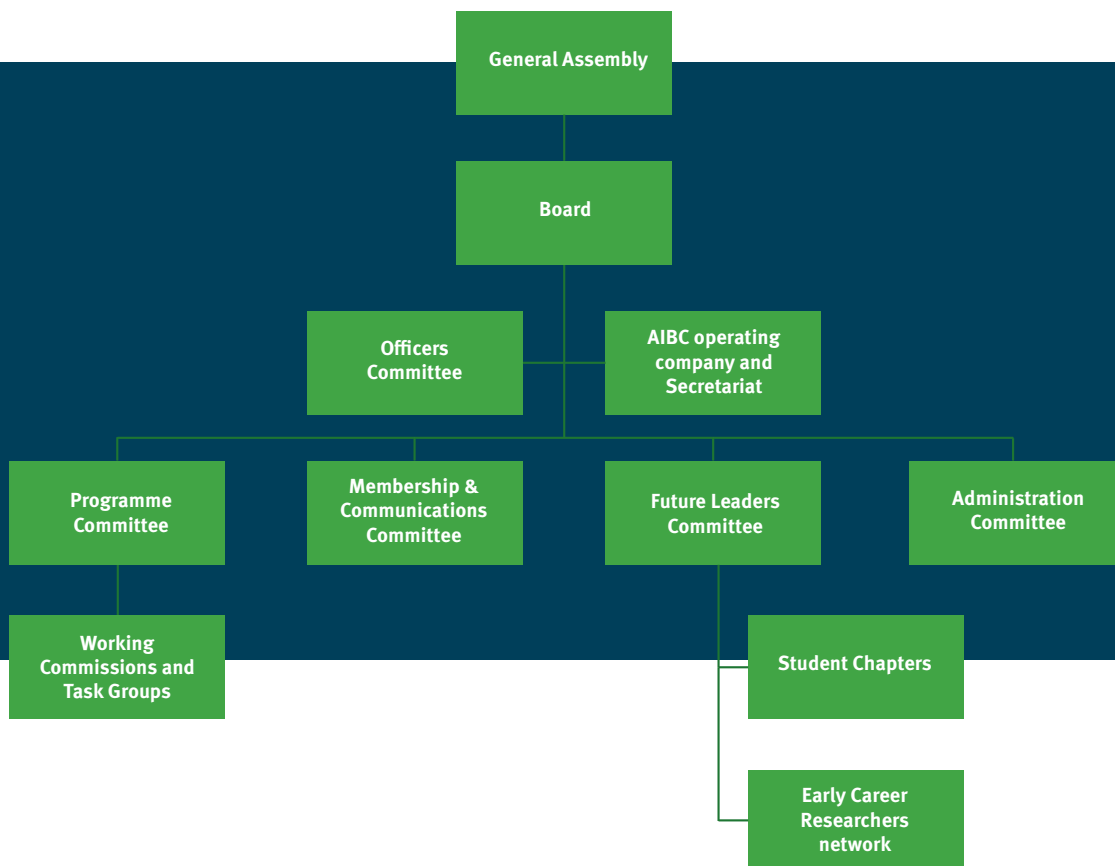 General Assembly
Board
Officers
Committee
AIBC operating
company and
Secretariat
Programme
Committee
Membership &
Communications
Committee
Future Leaders
Committee
Administration
Committee
Working
Commissions and
Task Groups
Student Chapters
Early Career
Researchers
network